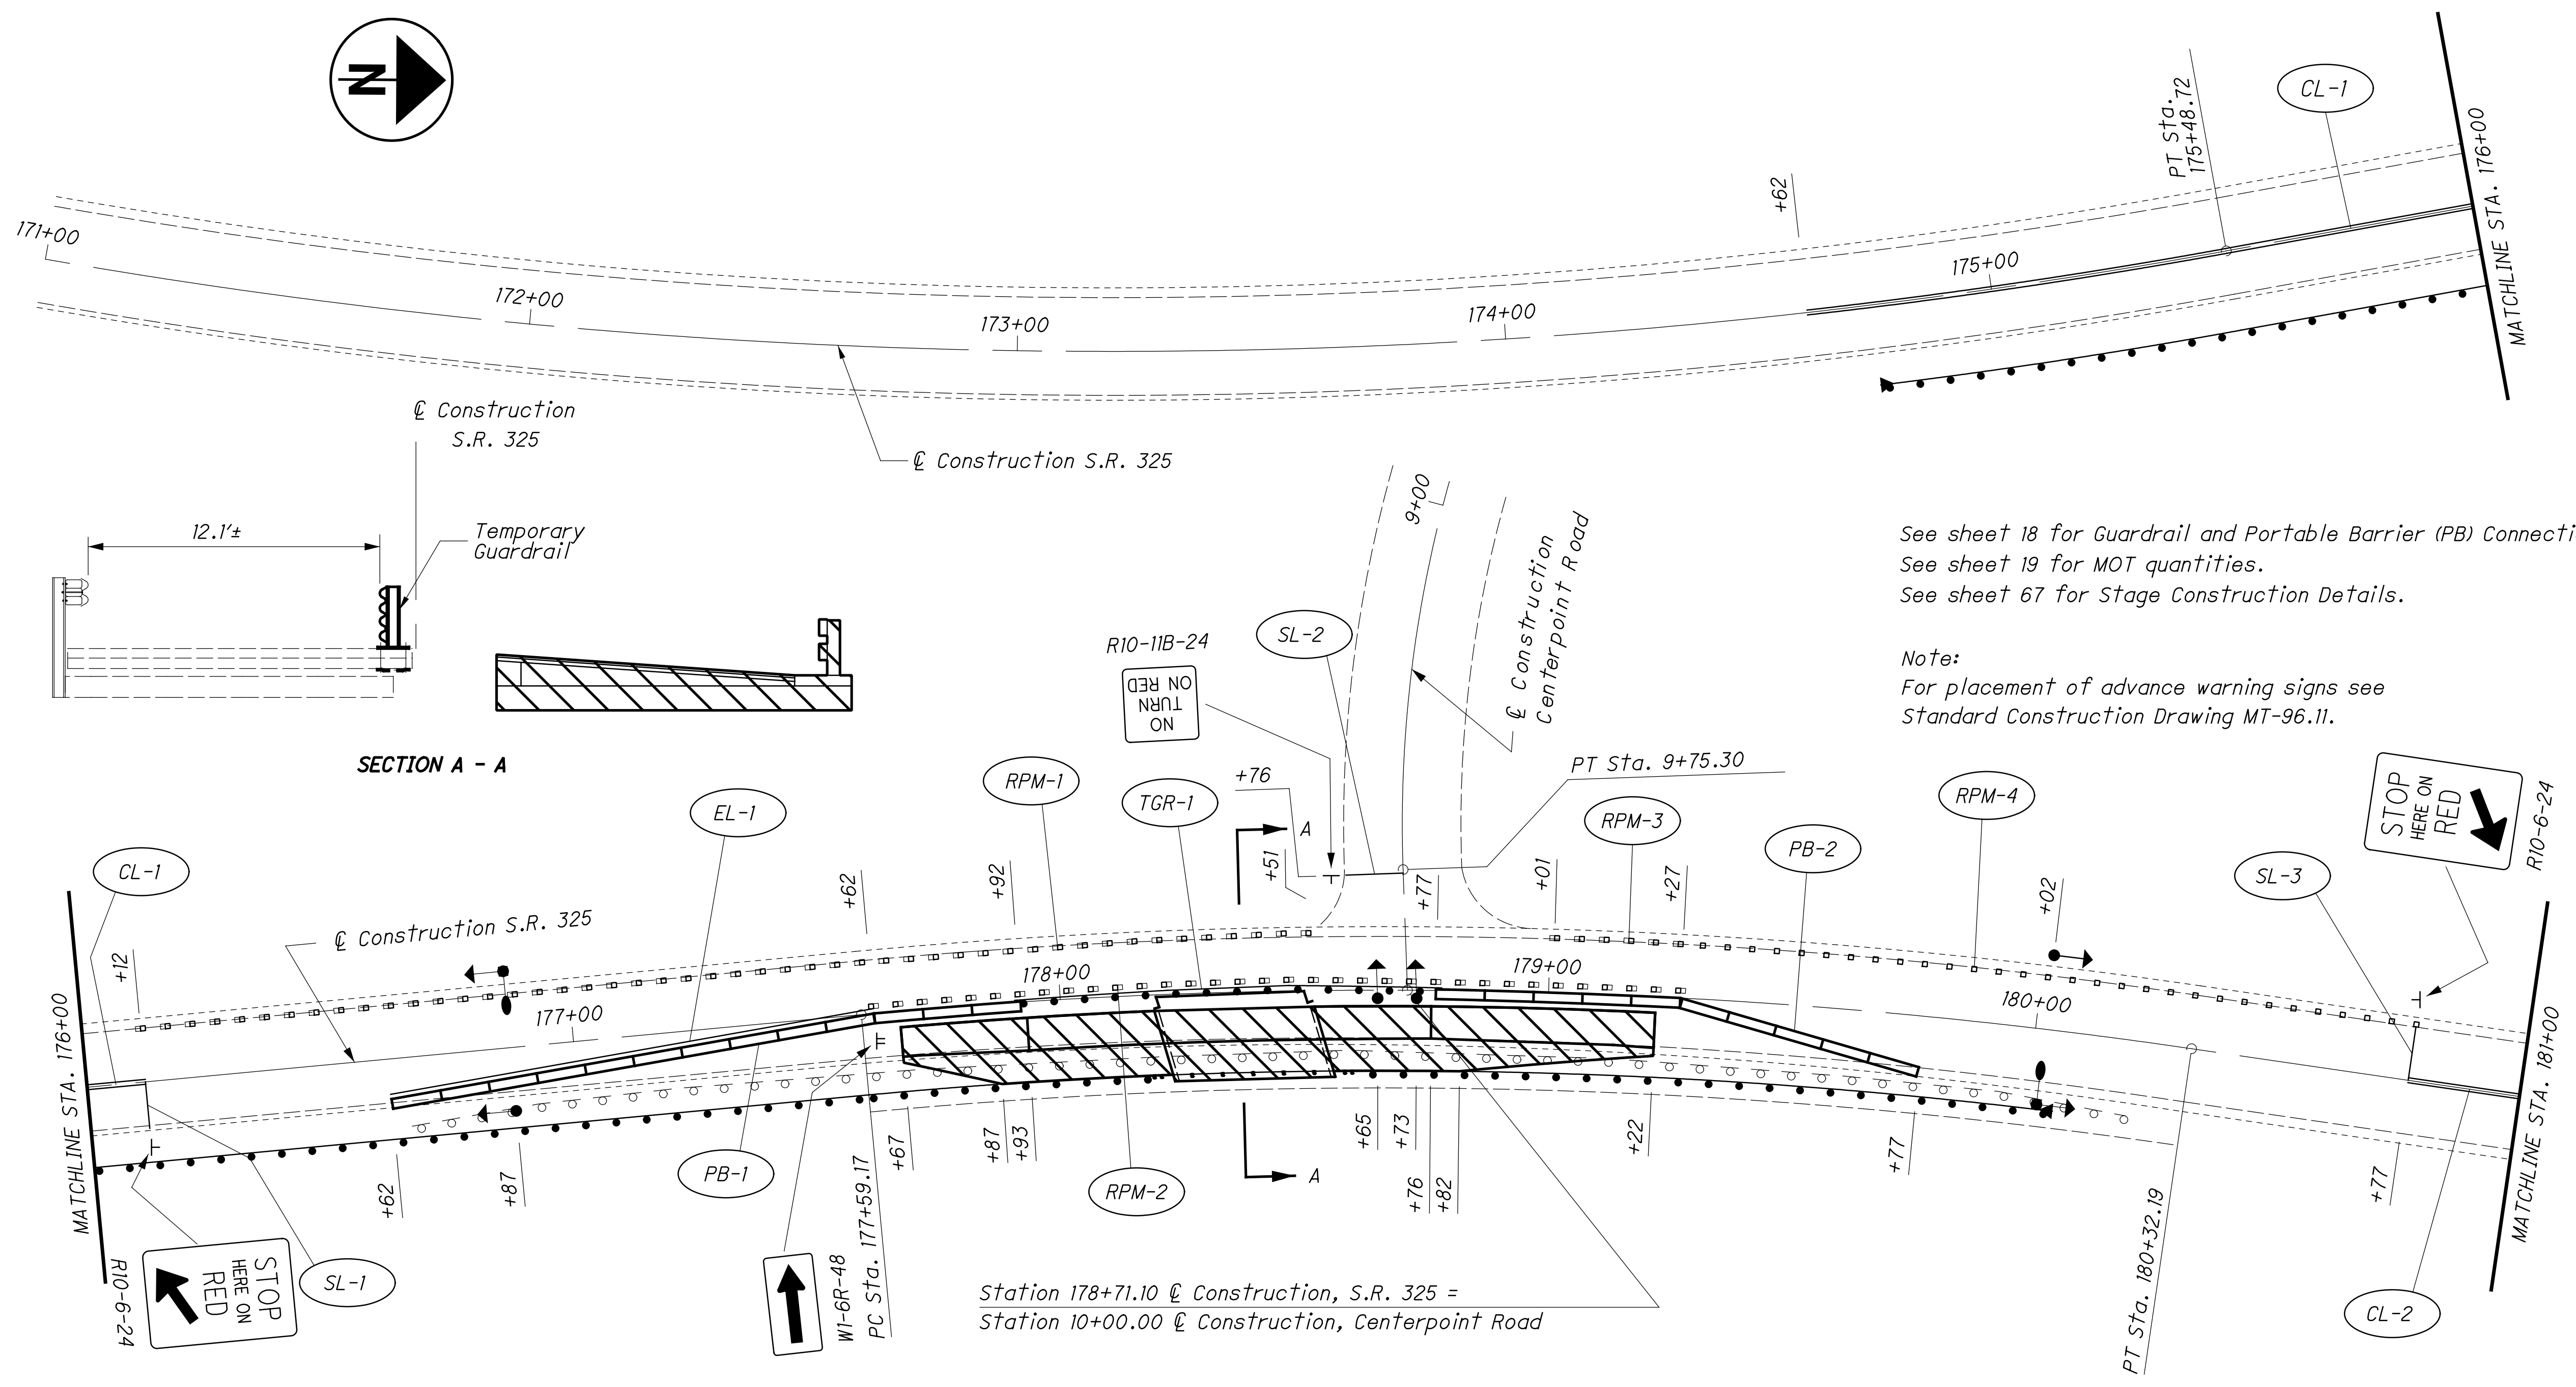 N
171+00
172+00
173+00
174+00
+62
175+00
PT Sta.
175+48.72
CL-1
MATCHLINE STA. 176+00
℄ Construction
S.R. 325
℄ Construction S.R. 325
12.1'±
Temporary
Guardrail
SECTION A - A
9+00
℄ Construction
Centerpoint Road
See sheet 18 for Guardrail and Portable Barrier (PB) Connecti
See sheet 19 for MOT quantities.
See sheet 67 for Stage Construction Details.
Note:
For placement of advance warning signs see
Standard Construction Drawing MT-96.11.
R10-11B-24
NO
TURN
ON RED
SL-2
PT Sta. 9+75.30
+76
A
+51
+77
RPM-1
TGR-1
EL-1
CL-1
+12
℄ Construction S.R. 325
+62
+92
RPM-3
+01
+27
PB-2
RPM-4
+02
SL-3
STOP
HERE ON
RED
R10-6-24
MATCHLINE STA. 176+00
177+00
178+00
179+00
180+00
MATCHLINE STA. 181+00
+62
+87
PB-1
+67
+87
+93
RPM-2
A
+65
+73
+76
+82
+22
+77
+77
PT Sta. 180+32.19
CL-2
R10-6-24
STOP
HERE ON
RED
SL-1
W1-6R-48
PC Sta. 177+59.17
Station 178+71.10 ℄ Construction, S.R. 325 =
Station 10+00.00 ℄ Construction, Centerpoint Road